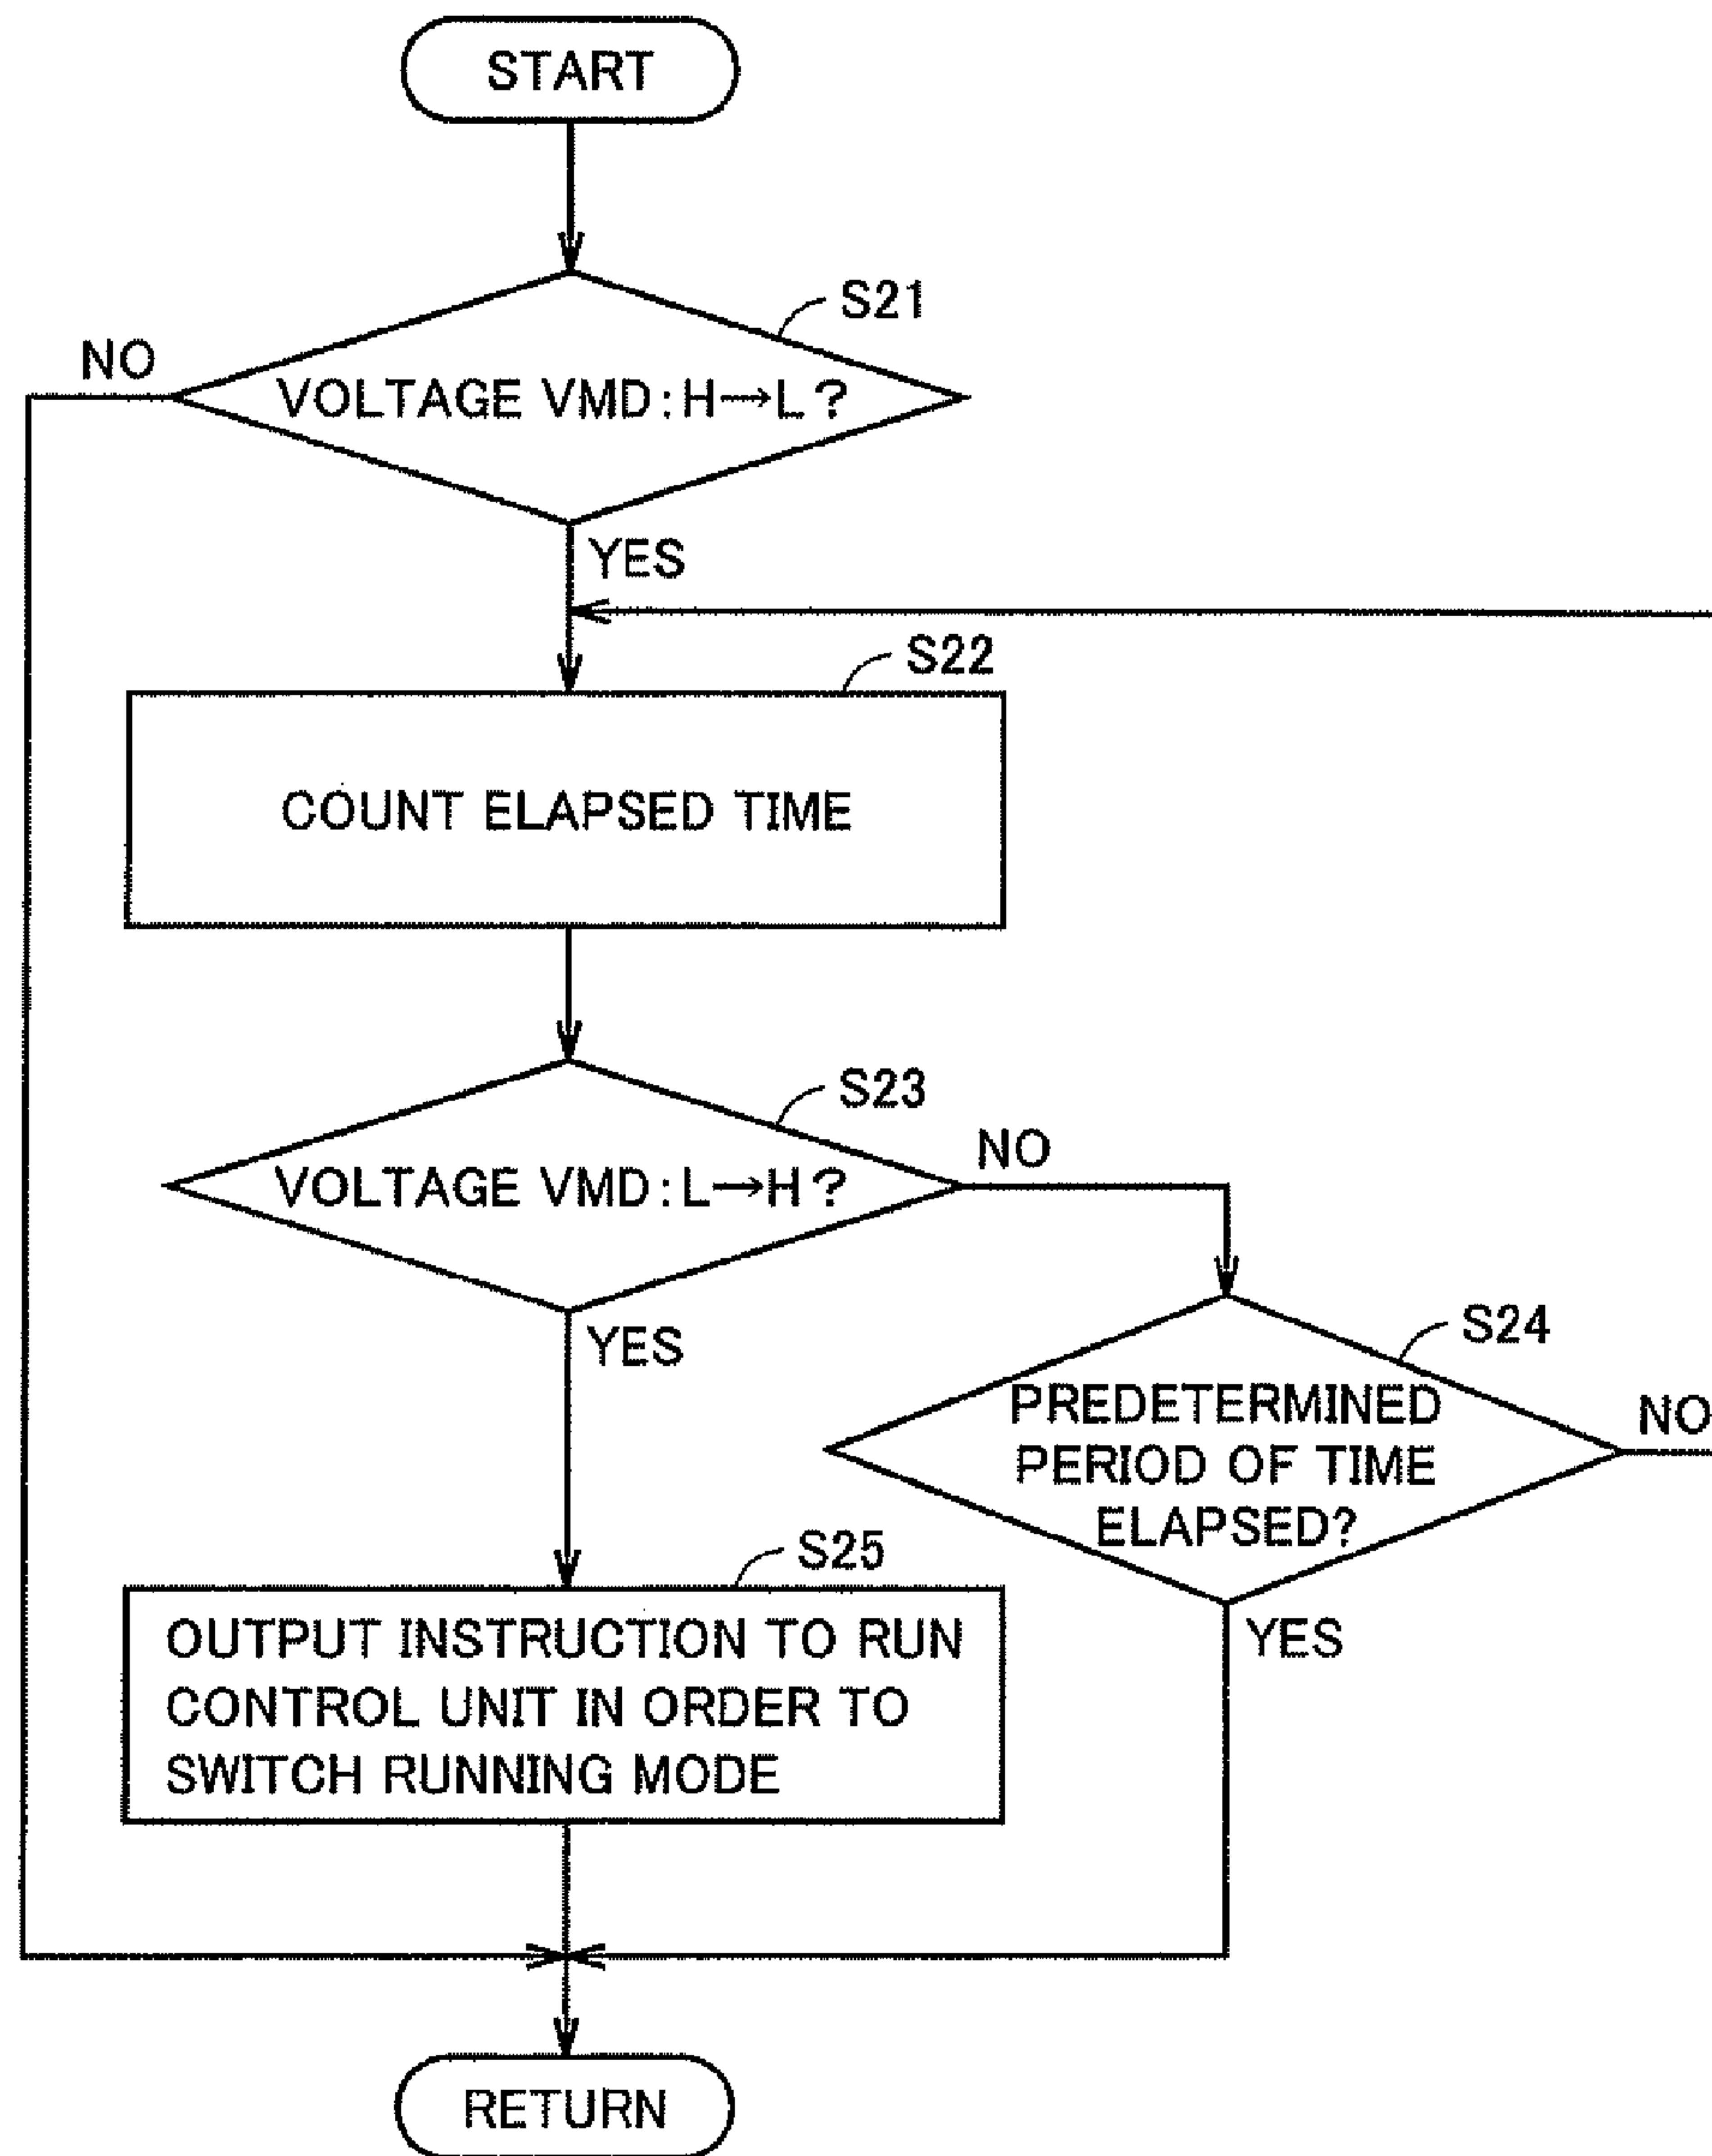 START
S21
NO
VOLTAGE VMD:H→L?
YES
S22
COUNT ELAPSED TIME
S23
NO
VOLTAGE VMD:L→H?
YES
S24
PREDETERMINED
PERIOD OF TIME
ELAPSED?
NO
YES
S25
OUTPUT INSTRUCTION TO RUN
CONTROL UNIT IN ORDER TO
SWITCH RUNNING MODE
RETURN